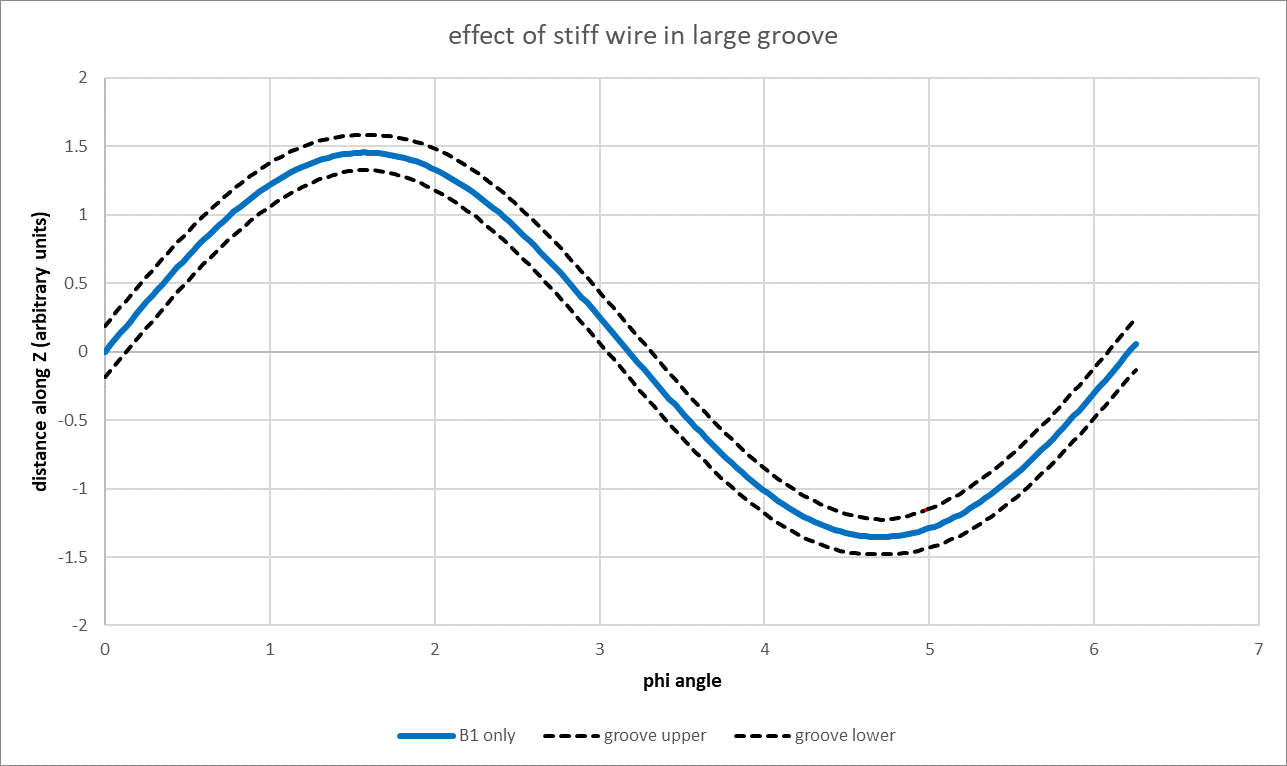 effect of stiff wire in large groove
2
1.5
1
0.5
0
-0.5
-1
-1.5
-2
distance along Z (arbitrary units)
0 1 2 3 4 5 6 7
phi angle
B1 only groove upper groove lower